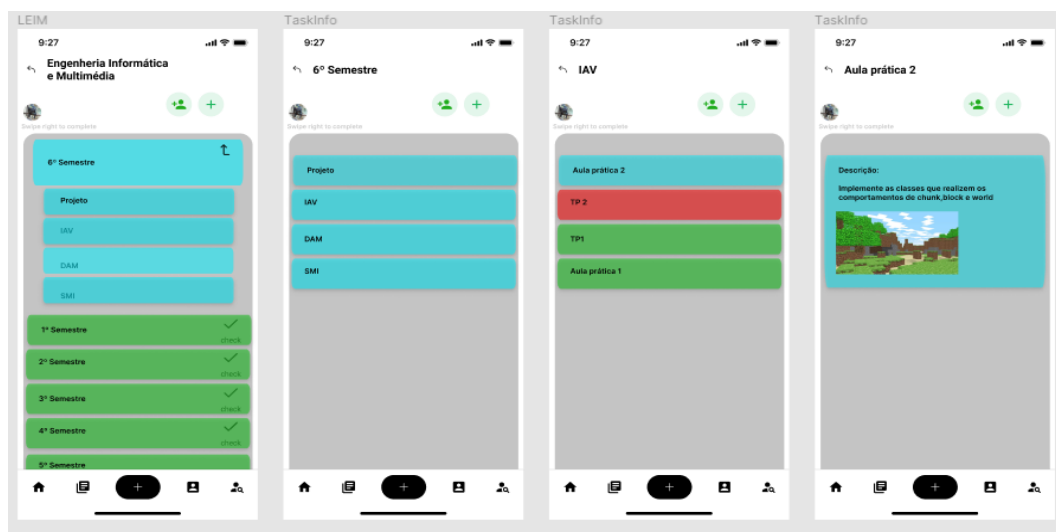 LEIM
9:27
Engenheria Informática
e Multimédia
Swipe right to complete
6º Semestre
Projeto
IAV
DAM
SMI
1º Semestre
check
2º Semestre
check
3º Semestre
check
4º Semestre
check
5º Semestre
TaskInfo
9:27
6º Semestre
Swipe right to complete
Projeto
IAV
DAM
SMI
TaskInfo
9:27
IAV
Swipe right to complete
Aula prática 2
TP 2
TP1
Aula prática 1
TaskInfo
9:27
Aula prática 2
Swipe right to complete
Descrição:
Implemente as classes que realizem os
comportamentos de chunk,block e world